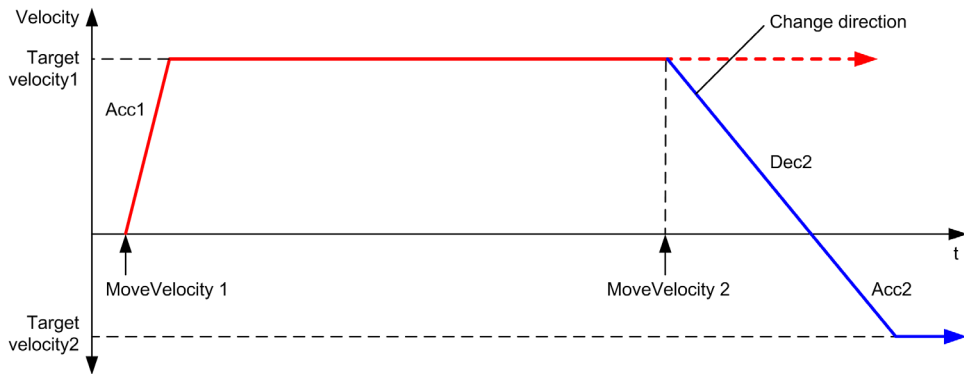 Velocity
Change direction
Target
velocity1
Acc1
Dec2
t
MoveVelocity 1
MoveVelocity 2
Acc2
Target
velocity2